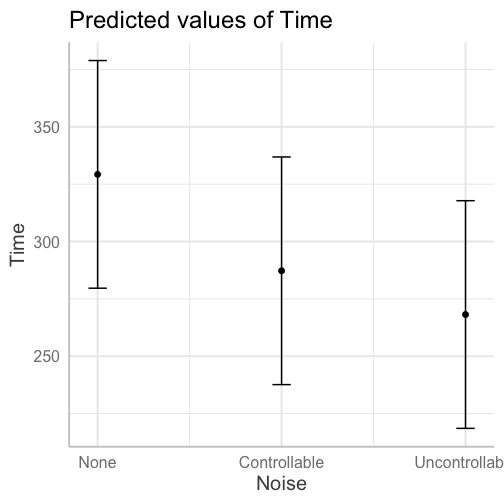 Predicted values of Time
Time
350
300
250
None
Controllable
Uncontrollab
Noise